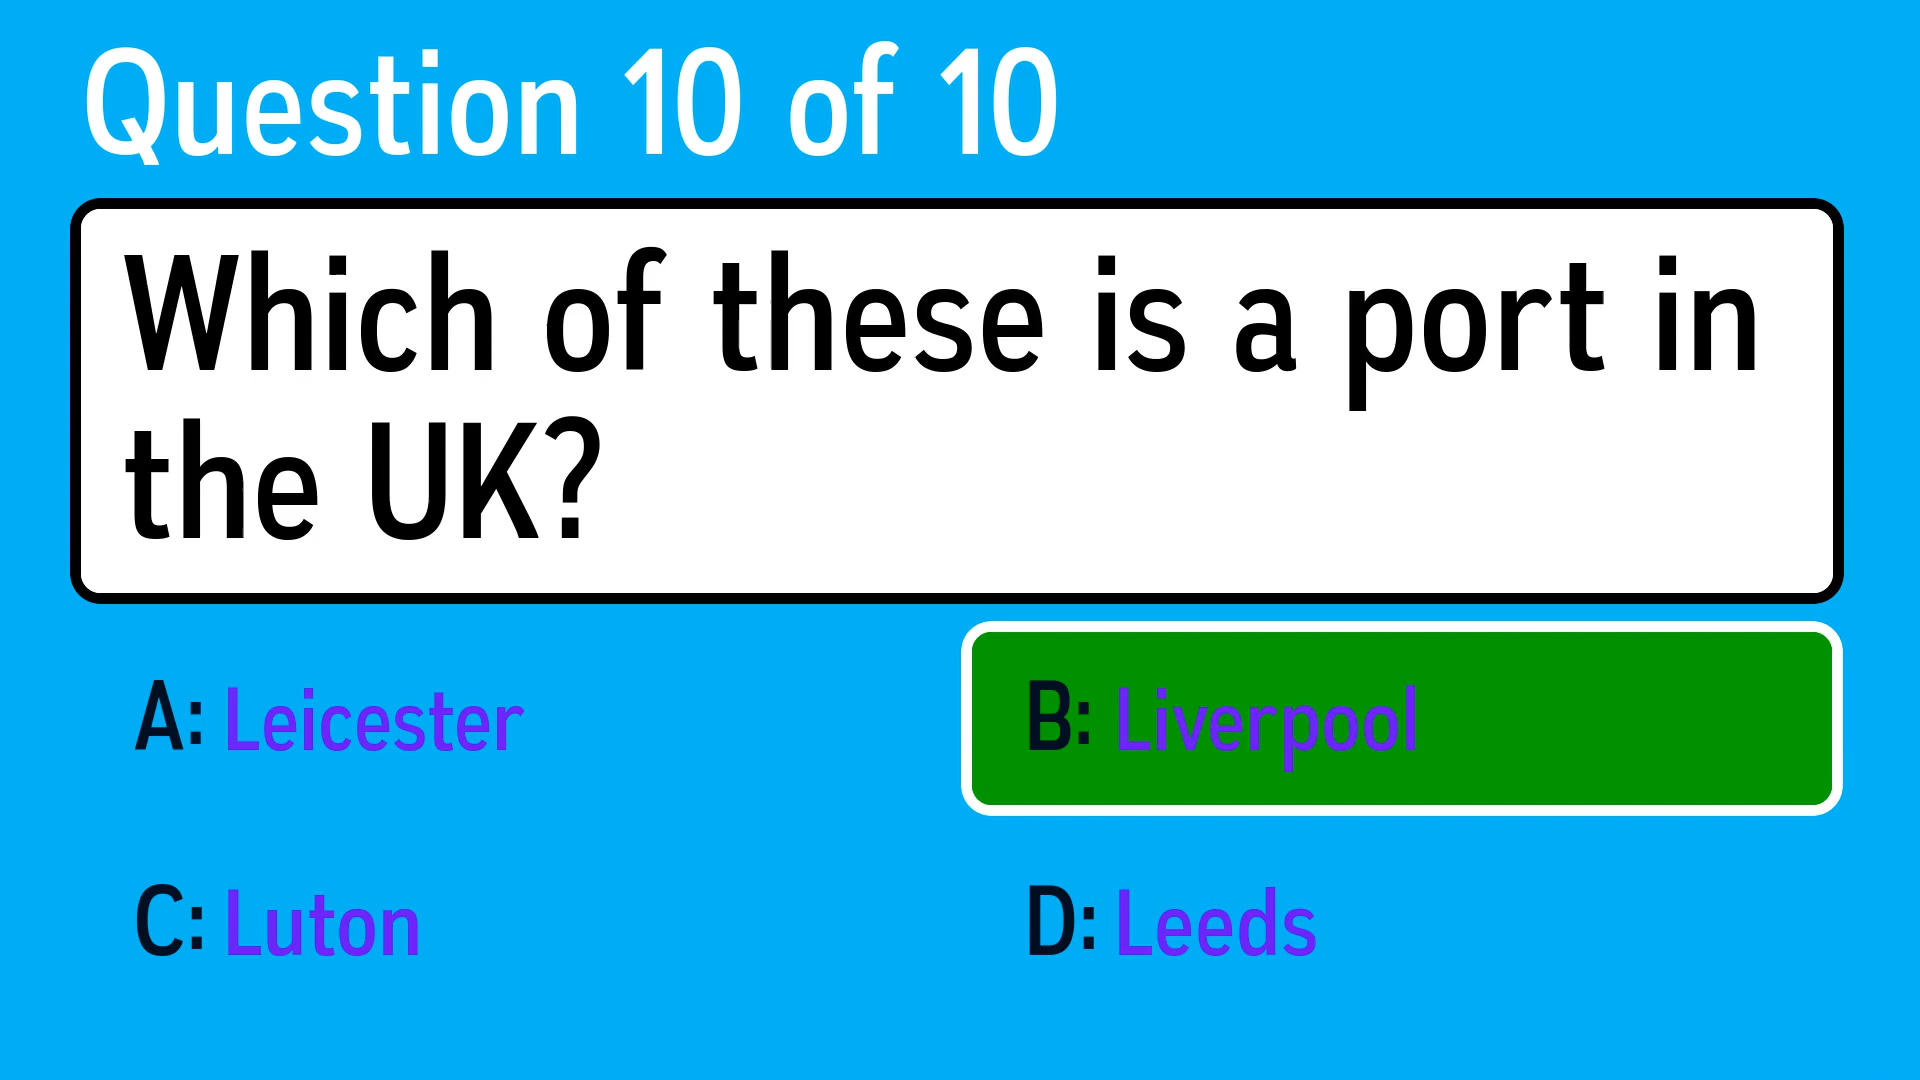 Question 10 of 10
Which of these is a port in
the UK?
A: Leicester
B: Liverpool
C: Luton
D: Leeds